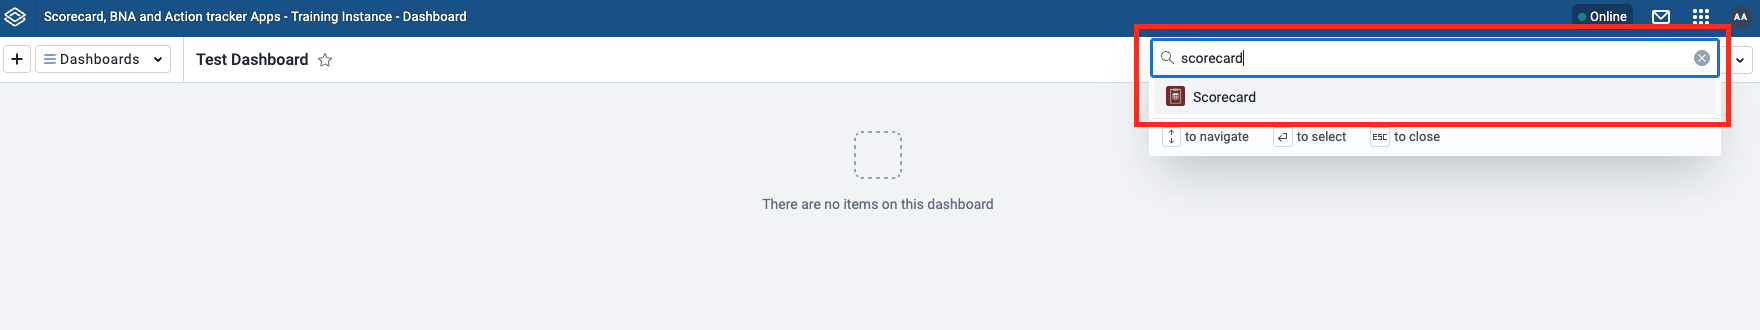 Scorecard, BNA and Action tracker Apps - Training Instance - Dashboard
Online
AA
+ Dashboards
Test Dashboard
scorecard
Scorecard
to navigate
to select
ESC to close
There are no items on this dashboard